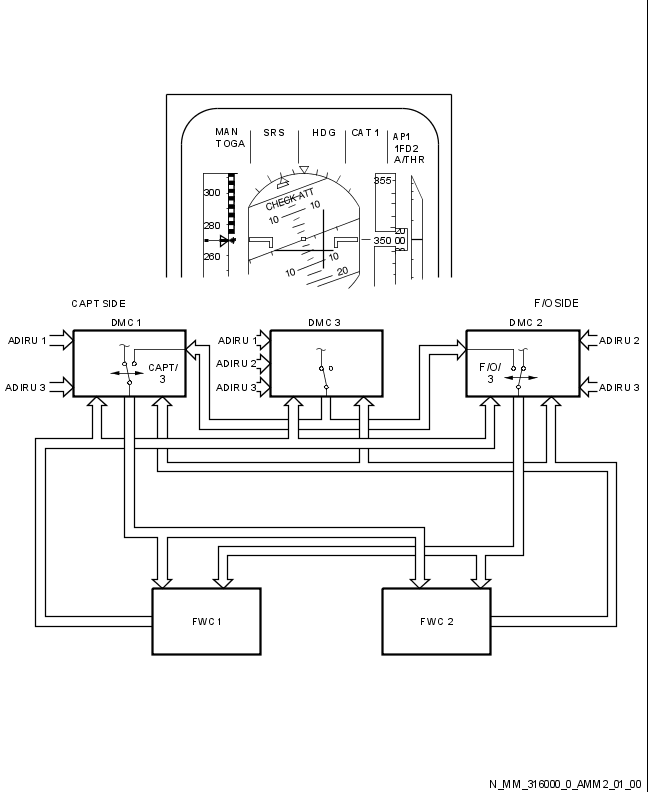 MAN
TOGA
SRS
HDG
CAT 1
AP1
1FD2
A/THR
300
280
260
CHECK ATT
10
10
10
10
20
355
350
20
00
CAPT SIDE
F/O SIDE
DMC 1
DMC 3
DMC 2
ADIRU 1
ADIRU 3
CAPT/
3
ADIRU 1
ADIRU 2
ADIRU 3
F/O/
3
ADIRU 2
ADIRU 3
FWC 1
FWC 2
N_MM_316000_0_AMM2_01_00